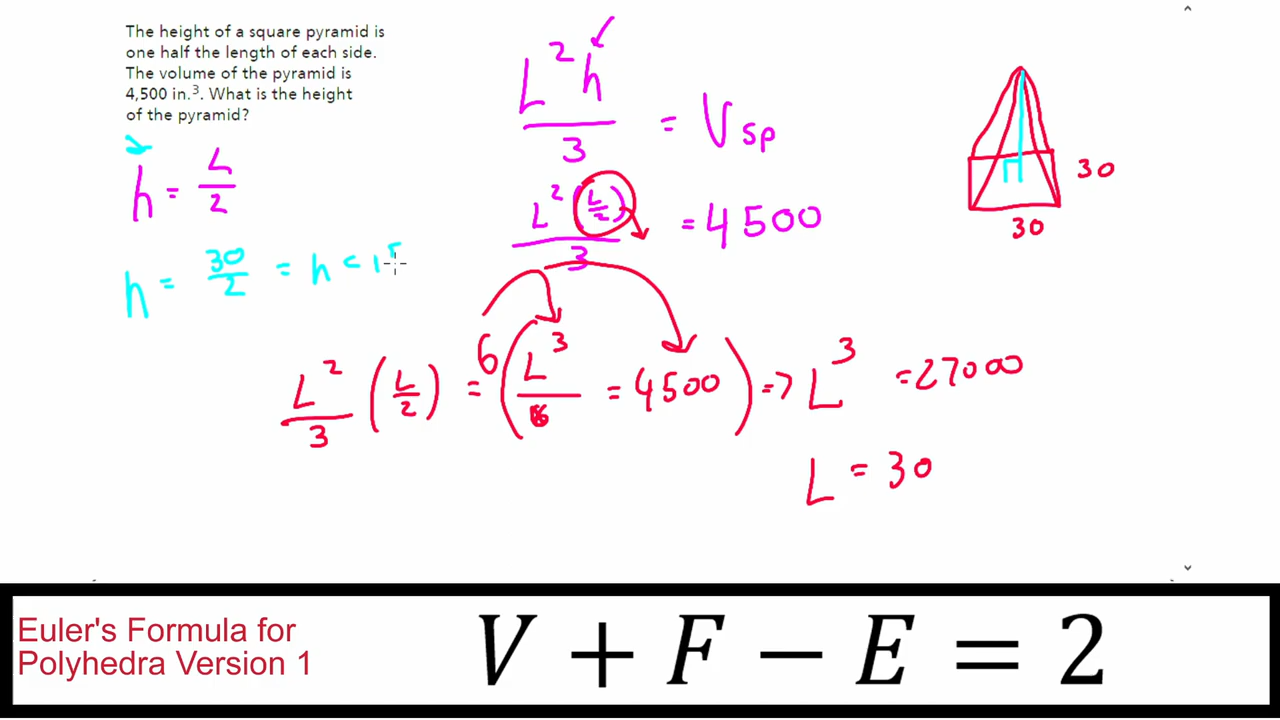 The height of a square pyramid is
one half the length of each side.
The volume of the pyramid is
4,500 in.³. What is the height
of the pyramid?
h = L/2
h = 30/2 = h = 15
L²h/3 = V sp
L²(L/2)/3 = 4500
30
30
L²/3 (L/2) = 6(L³/6 = 4500) => L³ = 27000
L = 30
Euler's Formula for
Polyhedra Version 1
V + F − E = 2